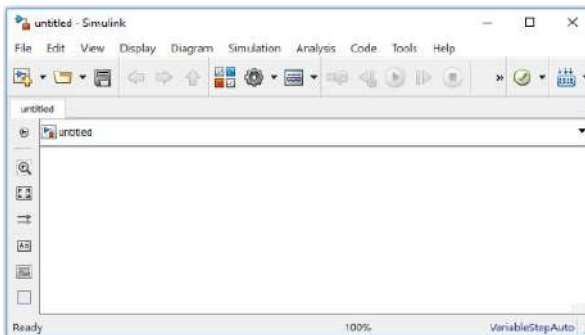 untitled - Simulink
File Edit View Display Diagram Simulation Analysis Code Tools Help
»
untitled
untitled
Ready 100% VariableStepAuto